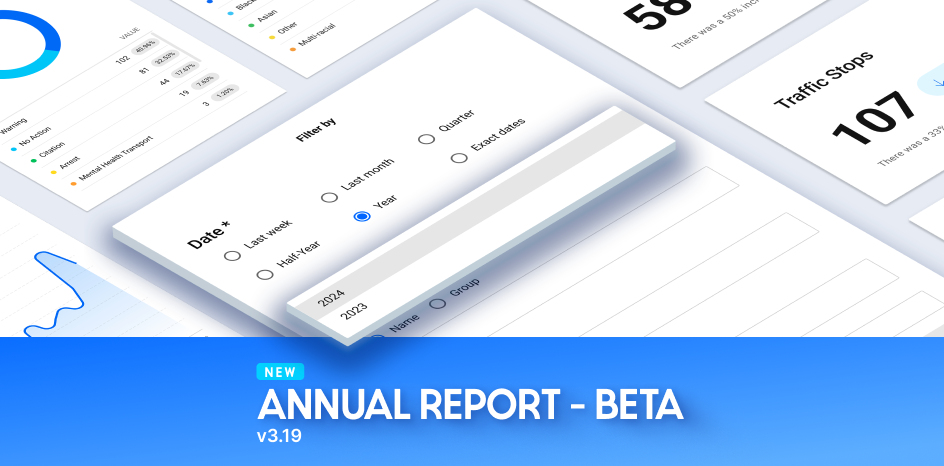 VALUE
102 40.96%
81 32.53%
44 17.67%
19 7.63%
3 1.20%
Warning
No Action
Citation
Arrest
Mental Health Transport
Asian
Other
Multi-racial
58
There was a 50%
Traffic Stops
107
There was a 33%
Filter by
Date *
Last week
Last month
Quarter
Half-Year
Year
Exact dates
2024
2023
Name
Group
NEW
ANNUAL REPORT - BETA
v3.19